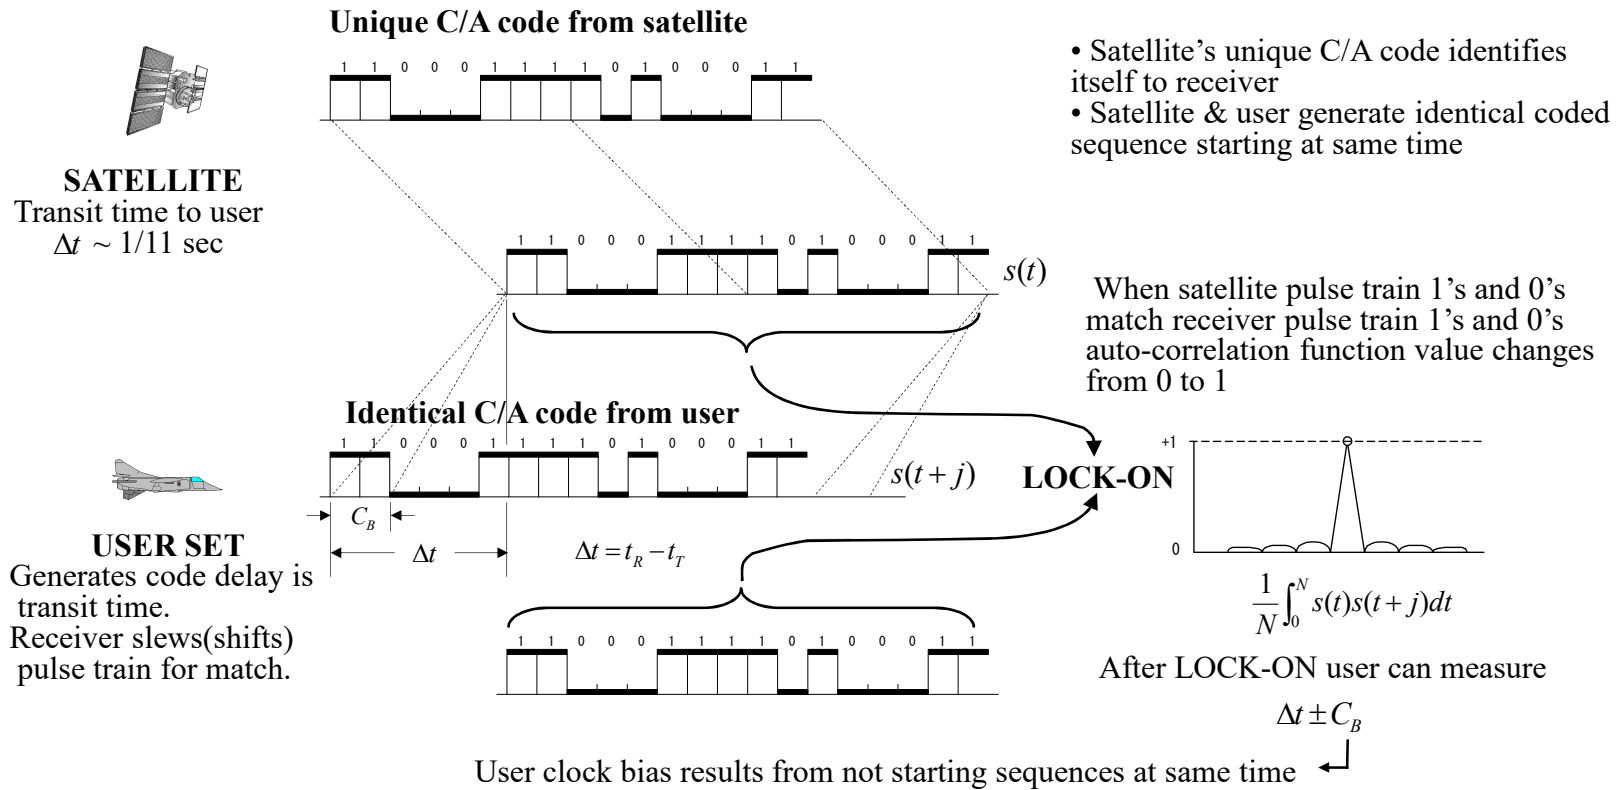 Unique C/A code from satellite
1 1 0 0 0 1 1 1 1 0 1 0 0 0 1 1
• Satellite’s unique C/A code identifies
itself to receiver
• Satellite & user generate identical coded
sequence starting at same time
SATELLITE
Transit time to user
Δt ~ 1/11 sec
1 1 0 0 0 1 1 1 1 0 1 0 0 0 1 1
s(t)
When satellite pulse train 1’s and 0’s
match receiver pulse train 1’s and 0’s
auto-correlation function value changes
from 0 to 1
Identical C/A code from user
1 1 0 0 0 1 1 1 1 0 1 0 0 0 1 1
s(t + j)
LOCK-ON
+1
0
C_B
Δt
Δt = t_R − t_T
USER SET
Generates code delay is
transit time.
Receiver slews(shifts)
pulse train for match.
1 1 0 0 0 1 1 1 1 0 1 0 0 0 1 1
1/N ∫_0^N s(t)s(t + j)dt
After LOCK-ON user can measure
Δt ± C_B
User clock bias results from not starting sequences at same time